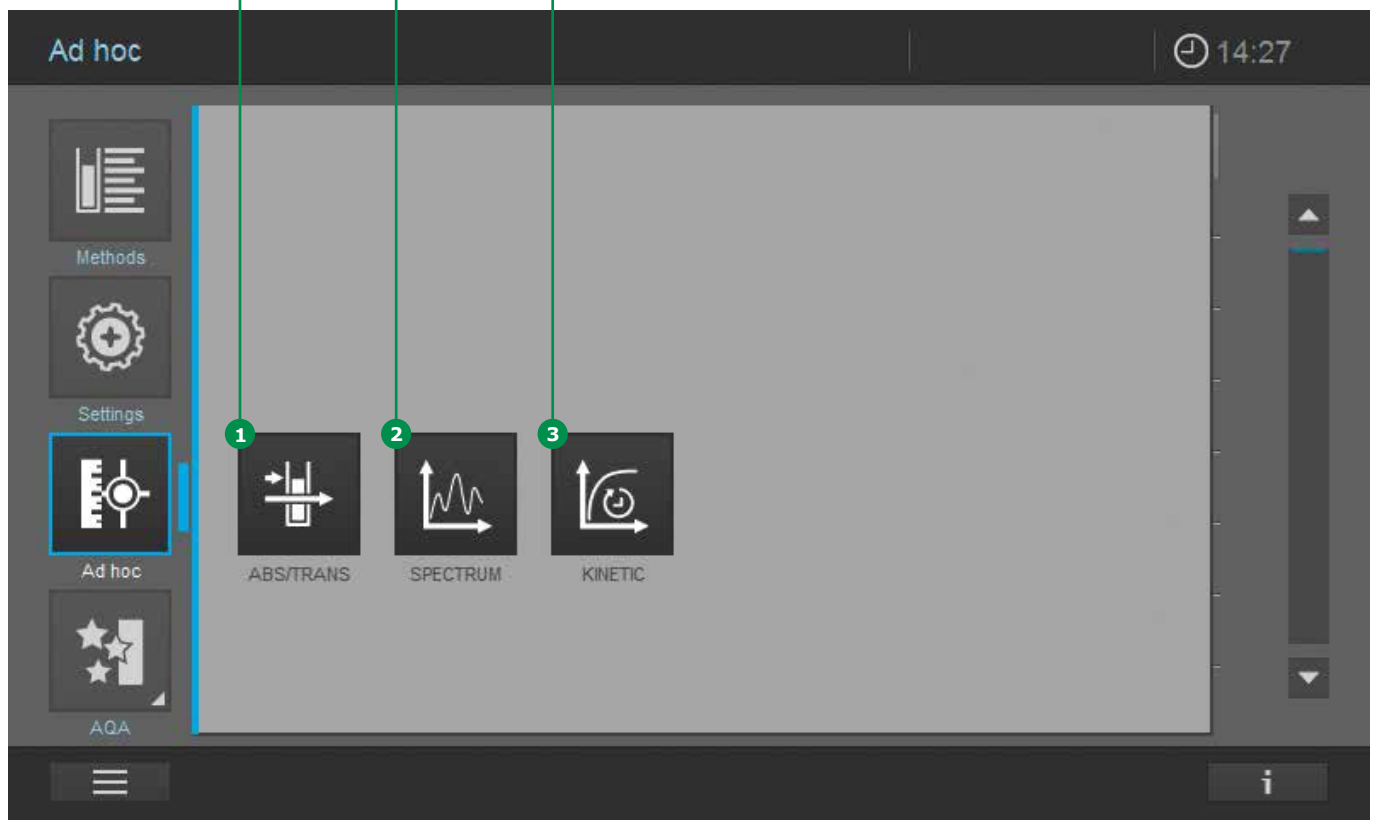 Ad hoc
14:27
Methods
Settings
Ad hoc
AQA
1
2
3
ABS/TRANS
SPECTRUM
KINETIC
i